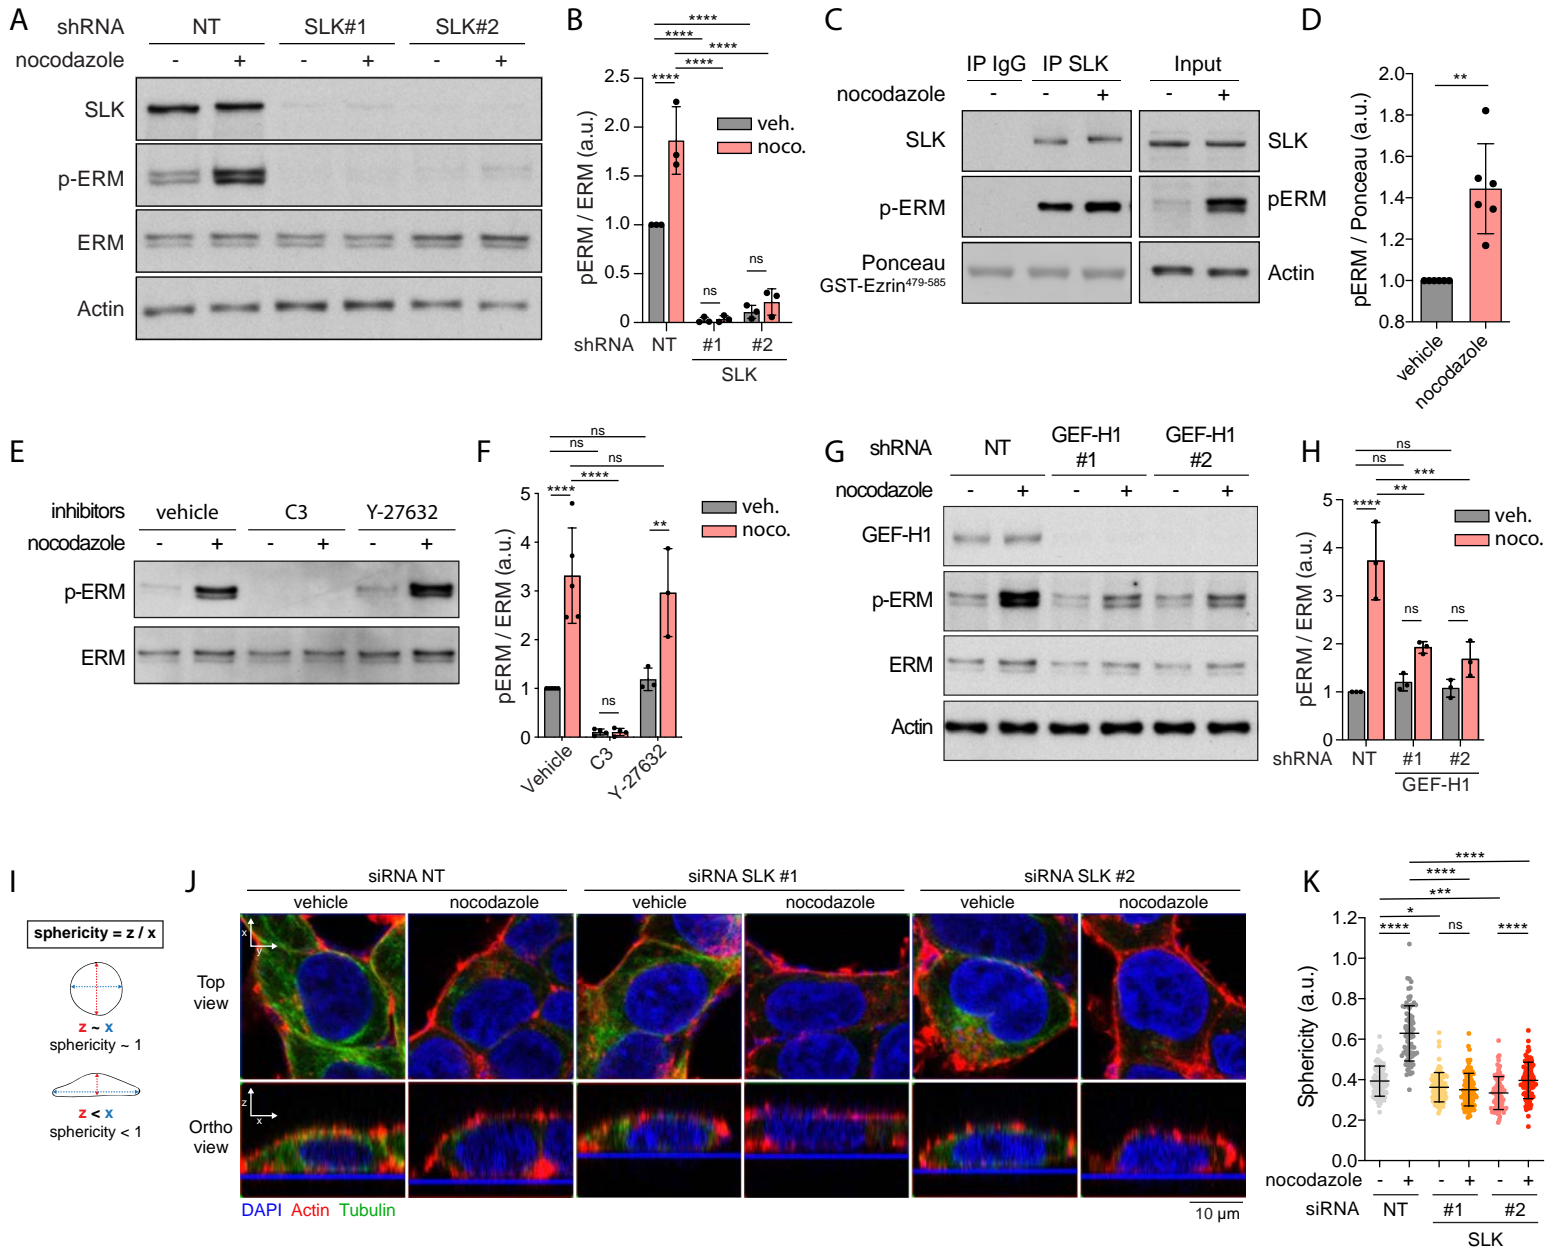 A
shRNA NT SLK#1 SLK#2
nocodazole - + - + - +
SLK
p-ERM
ERM
Actin
B
**** **** **** **** ****
pERM / ERM (a.u.)
2.5
2.0
1.5
1.0
0.5
0
veh.
noco.
ns ns
shRNA NT #1 #2
SLK
C
IP IgG IP SLK Input
nocodazole - - + - +
SLK SLK
p-ERM pERM
Ponceau
GST-Ezrin479-585
Actin
D
**
pERM / Ponceau (a.u.)
2.0
1.8
1.6
1.4
1.2
1.0
0.8
vehicle
nocodazole
E
inhibitors vehicle C3 Y-27632
nocodazole - + - + - +
p-ERM
ERM
F
ns
ns
ns
****
****
**
ns
pERM / ERM (a.u.)
5
4
3
2
1
0
veh.
noco.
Vehicle
C3
Y-27632
G
shRNA NT GEF-H1 #1 GEF-H1 #2
nocodazole - + - + - +
GEF-H1
p-ERM
ERM
Actin
H
ns
ns
***
**
****
ns ns
pERM / ERM (a.u.)
5
4
3
2
1
0
veh.
noco.
shRNA NT #1 #2
GEF-H1
I
sphericity = z / x
z ~ x
sphericity ~ 1
z < x
sphericity < 1
J
siRNA NT siRNA SLK #1 siRNA SLK #2
vehicle nocodazole vehicle nocodazole vehicle nocodazole
Top
view
x
y
Ortho
view
z
x
DAPI Actin Tubulin
10 µm
K
****
****
***
*
**** ns ****
Sphericity (a.u.)
1.2
1.0
0.8
0.6
0.4
0.2
0.0
nocodazole - + - + - +
siRNA NT #1 #2
SLK